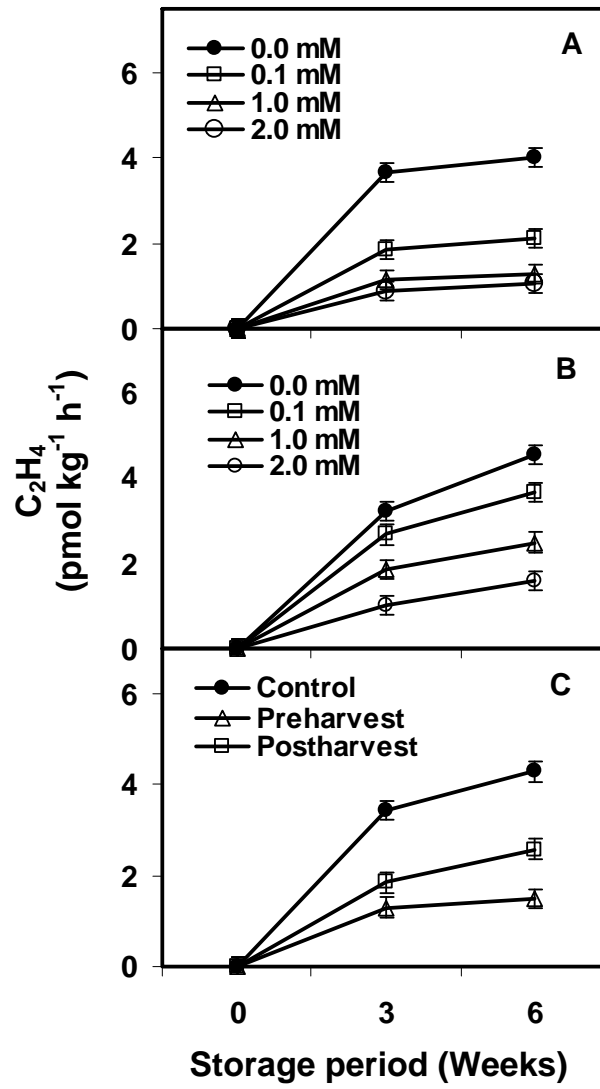 A
0.0 mM
0.1 mM
1.0 mM
2.0 mM
6
4
2
0
B
0.0 mM
0.1 mM
1.0 mM
2.0 mM
6
4
2
0
C₂H₄
(pmol kg⁻¹ h⁻¹)
C
Control
Preharvest
Postharvest
6
4
2
0
0 3 6
Storage period (Weeks)